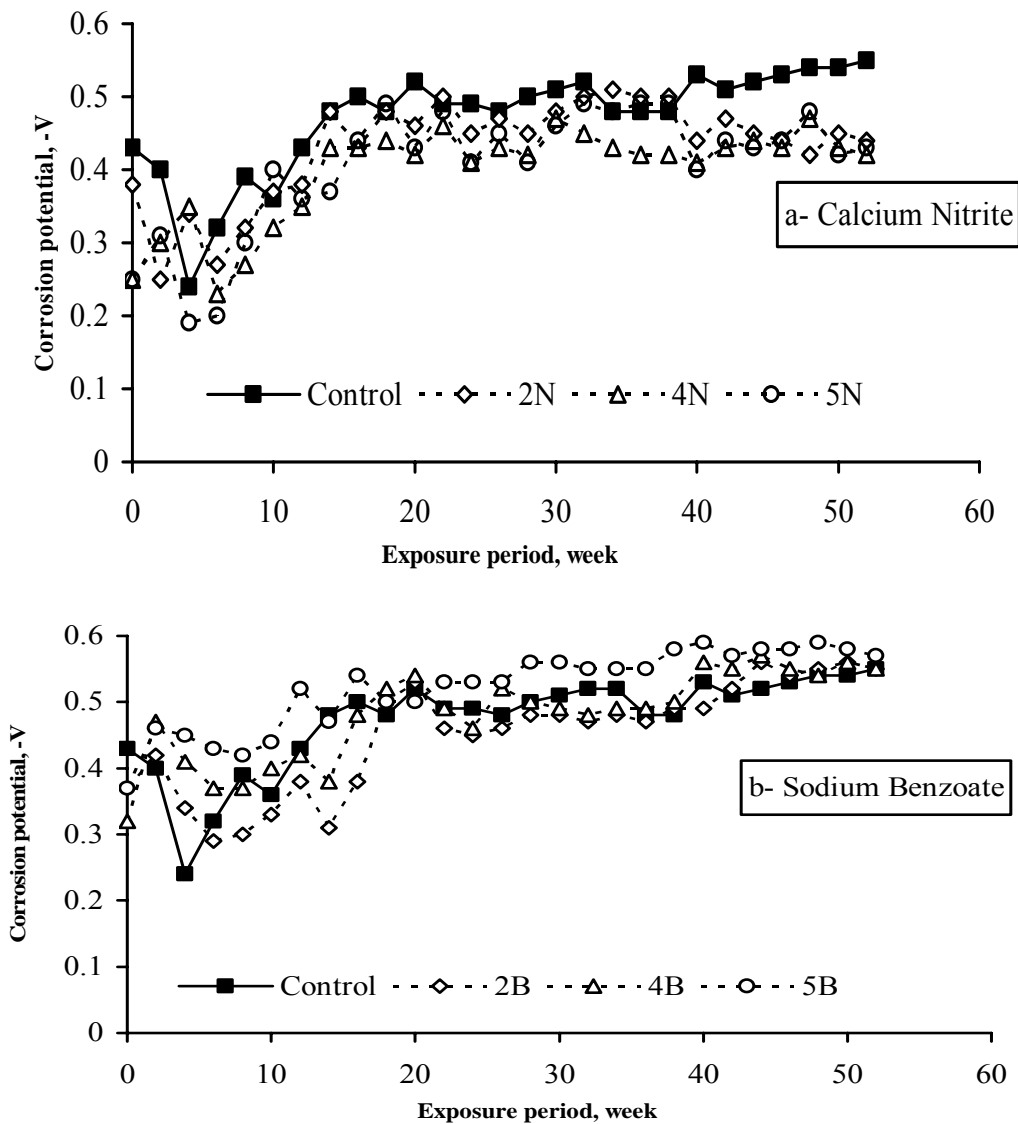 0.6
0.5
0.4
0.3
0.2
0.1
0
Corrosion potential, -V
a- Calcium Nitrite
Control 2N 4N 5N
0 10 20 30 40 50 60
Exposure period, week
0.6
0.5
0.4
0.3
0.2
0.1
0
Corrosion potential, -V
b- Sodium Benzoate
Control 2B 4B 5B
0 10 20 30 40 50 60
Exposure period, week